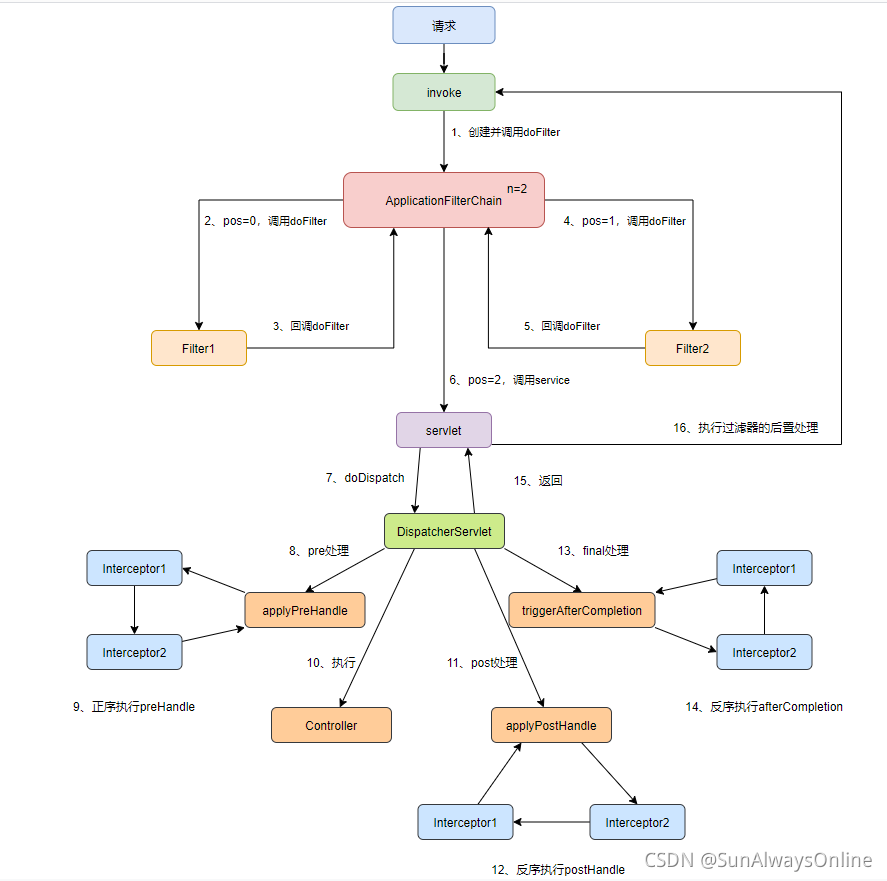 请求
invoke
1、创建并调用doFilter
n=2
ApplicationFilterChain
2、pos=0，调用doFilter
4、pos=1，调用doFilter
3、回调doFilter
5、回调doFilter
Filter1
Filter2
6、pos=2，调用service
servlet
16、执行过滤器的后置处理
7、doDispatch
15、返回
DispatcherServlet
8、pre处理
13、final处理
Interceptor1
Interceptor1
applyPreHandle
triggerAfterCompletion
Interceptor2
Interceptor2
10、执行
11、post处理
9、正序执行preHandle
14、反序执行afterCompletion
Controller
applyPostHandle
Interceptor1
Interceptor2
12、反序执行postHandle
CSDN @SunAlwaysOnline